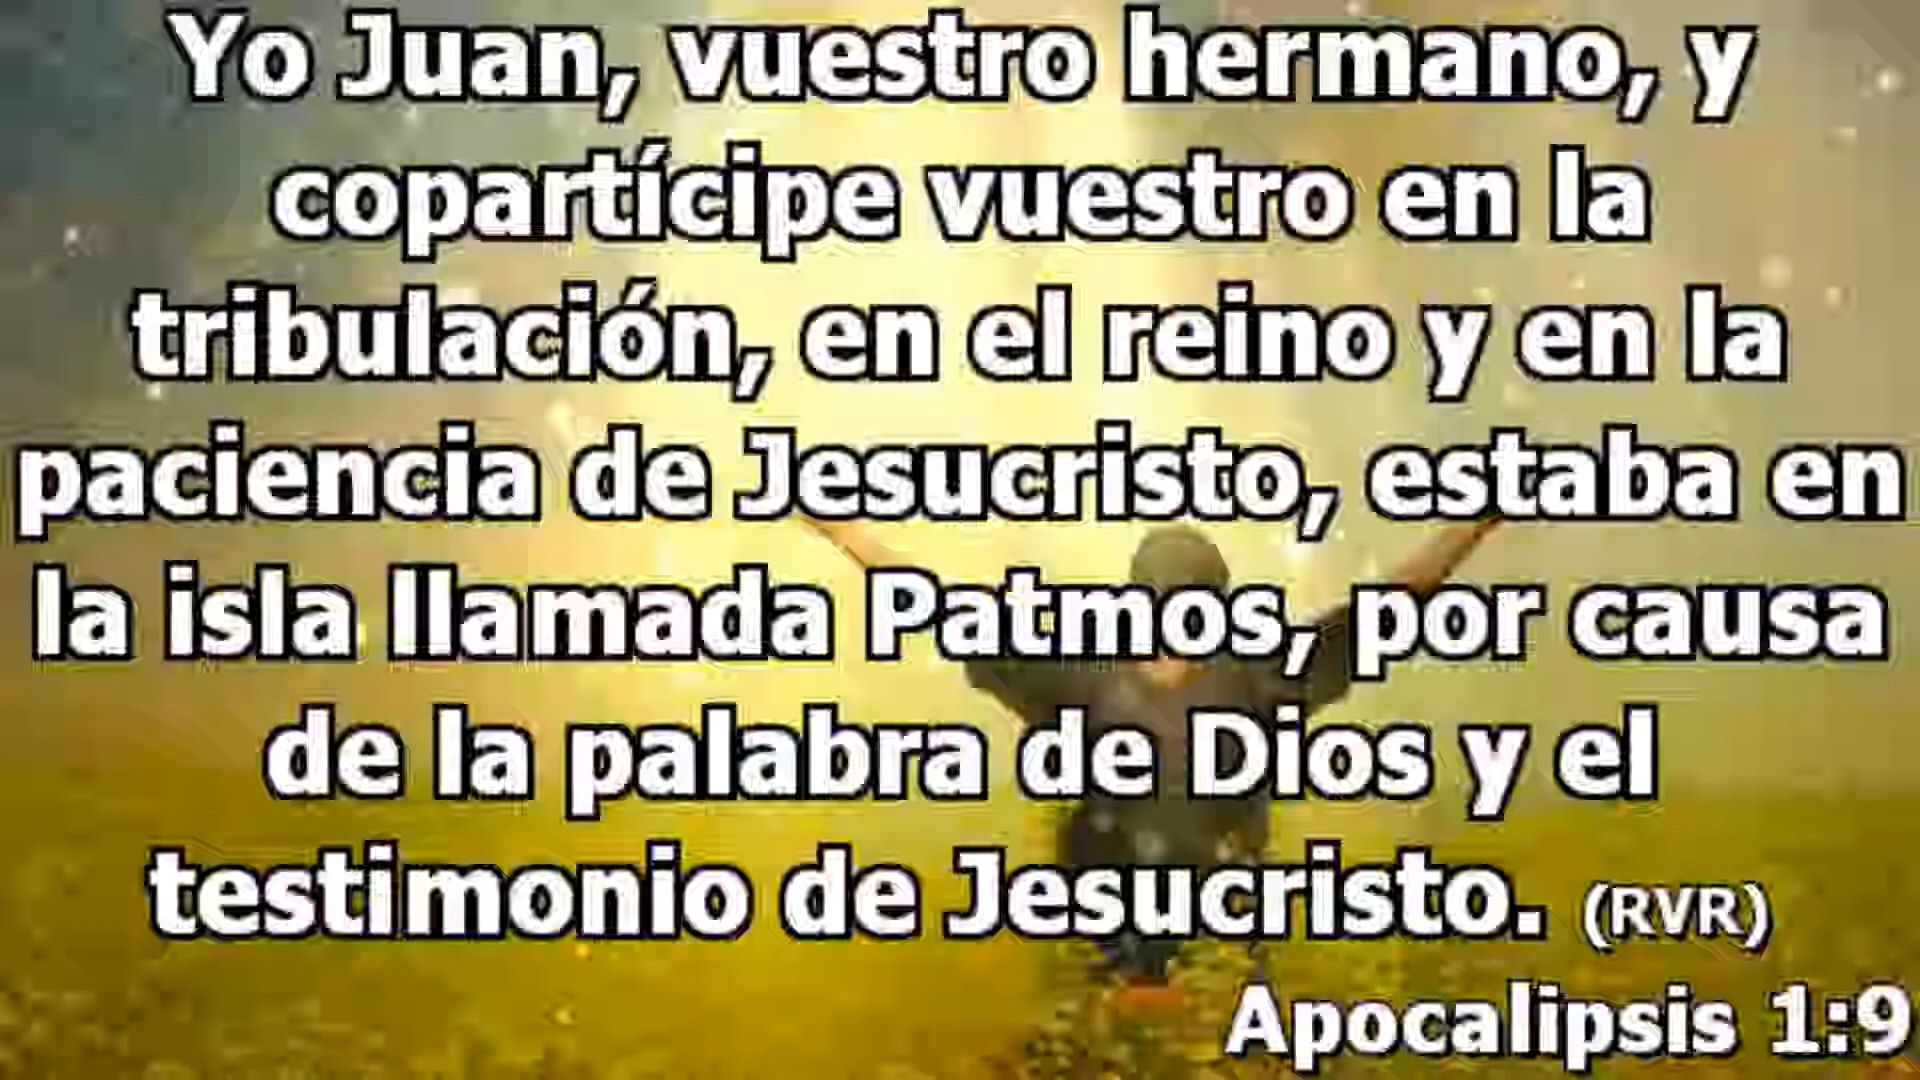 Yo Juan, vuestro hermano, y
copartícipe vuestro en la
tribulación, en el reino y en la
paciencia de Jesucristo, estaba en
la isla llamada Patmos, por causa
de la palabra de Dios y el
testimonio de Jesucristo. (RVR)
Apocalipsis 1:9